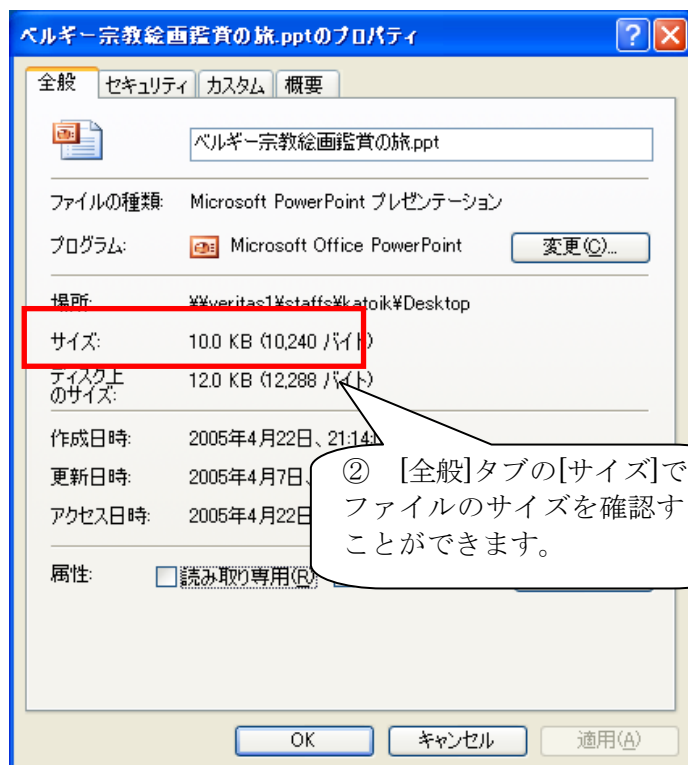 ベルギー宗教絵画鑑賞の旅.pptのプロパティ
全般 セキュリティ カスタム 概要
ベルギー宗教絵画鑑賞の旅.ppt
ファイルの種類: Microsoft PowerPoint プレゼンテーション
プログラム: Microsoft Office PowerPoint 変更(C)...
場所: ¥¥veritas1¥staffs¥katoik¥Desktop
サイズ: 10.0 KB (10,240 バイト)
ディスク上
のサイズ: 12.0 KB (12,288 バイト)
作成日時: 2005年4月22日、21:14:
更新日時: 2005年4月7日、
アクセス日時: 2005年4月22日
② [全般]タブの[サイズ]で
ファイルのサイズを確認す
ことができます。
属性: 読み取り専用(R)
OK キャンセル 適用(A)